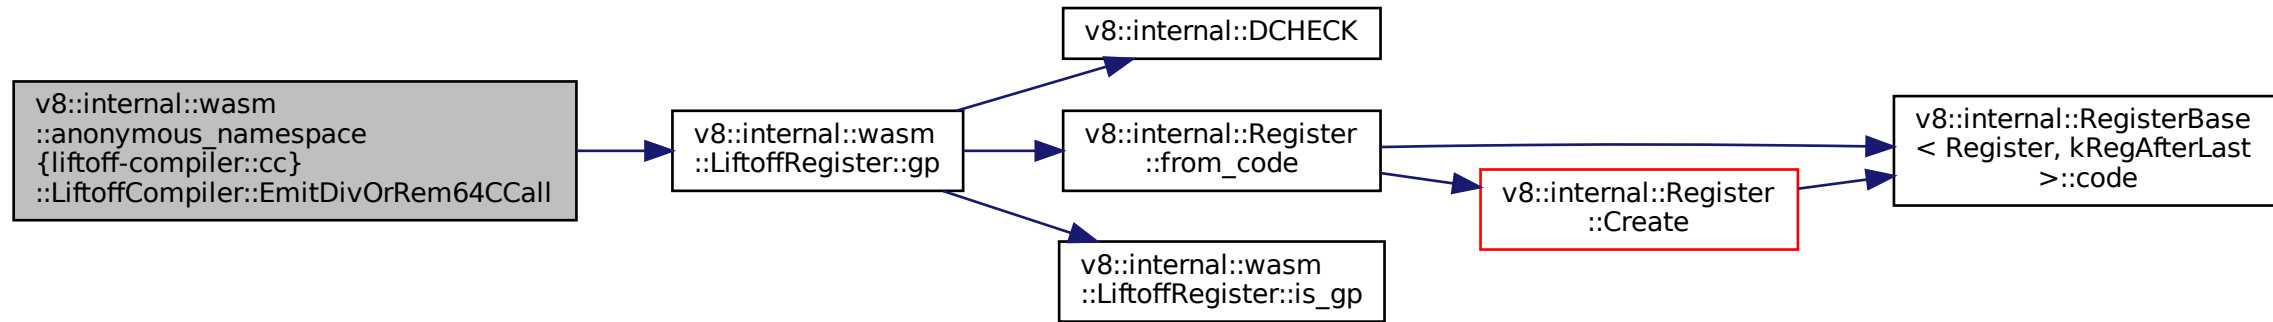 v8::internal::wasm
::anonymous_namespace
{liftoff-compiler::cc}
::LiftoffCompiler::EmitDivOrRem64CCall
v8::internal::wasm
::LiftoffRegister::gp
v8::internal::DCHECK
v8::internal::Register
::from_code
v8::internal::wasm
::LiftoffRegister::is_gp
v8::internal::Register
::Create
v8::internal::RegisterBase
< Register, kRegAfterLast
>::code